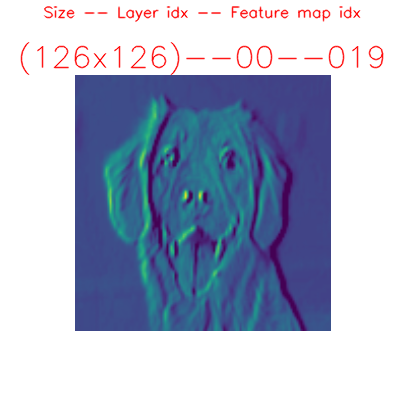 Size -- Layer idx -- Feature map idx
(126x126)--00--019